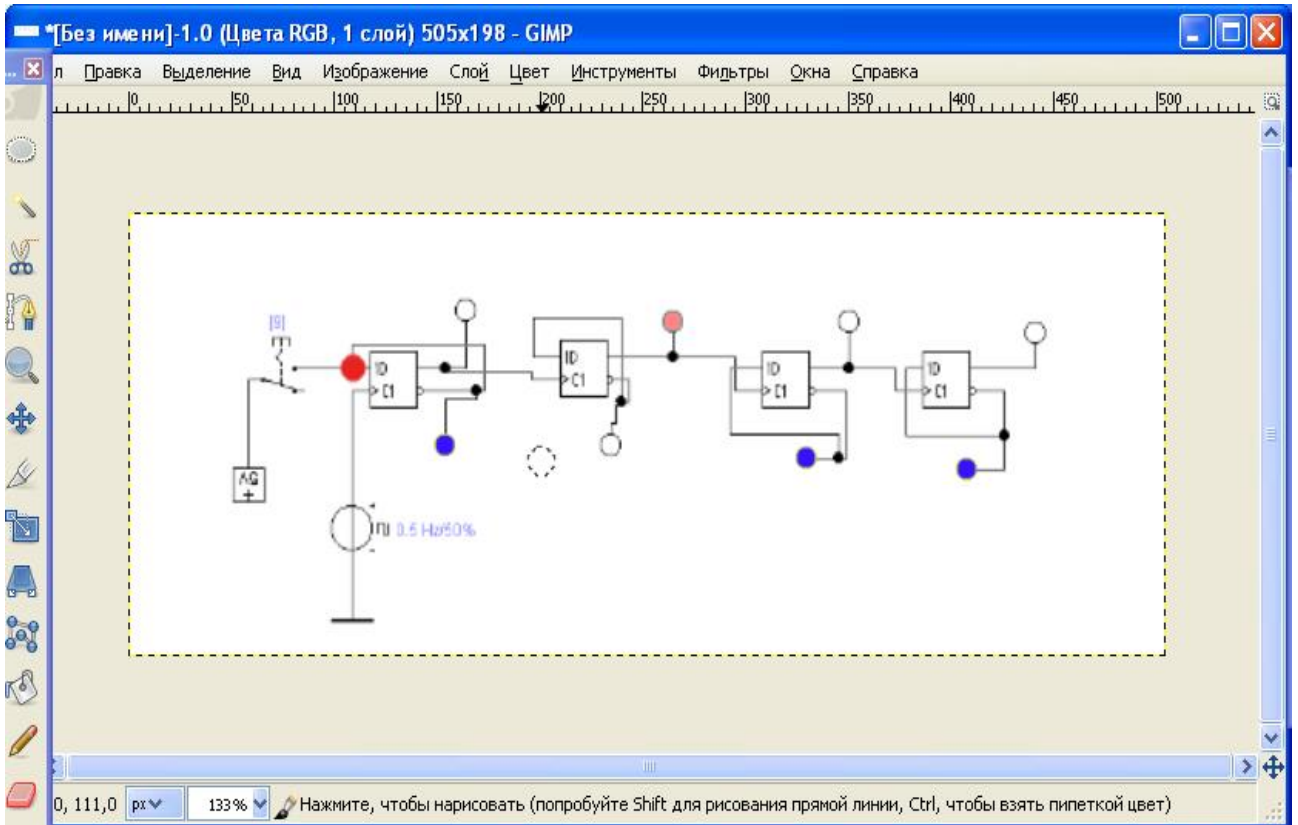 *[Без имени]-1.0 (Цвета RGB, 1 слой) 505x198 - GIMP
... л Правка Выделение Вид Изображение Слой Цвет Инструменты Фильтры Окна Справка
0 50 100 150 200 250 300 350 400 450 500
[9]
1D 1D 1D 1D
C1 C1 C1 C1
5V
+
0.5 Hz/50%
0, 111,0 px 133% Нажмите, чтобы нарисовать (попробуйте Shift для рисования прямой линии, Ctrl, чтобы взять пипеткой цвет)